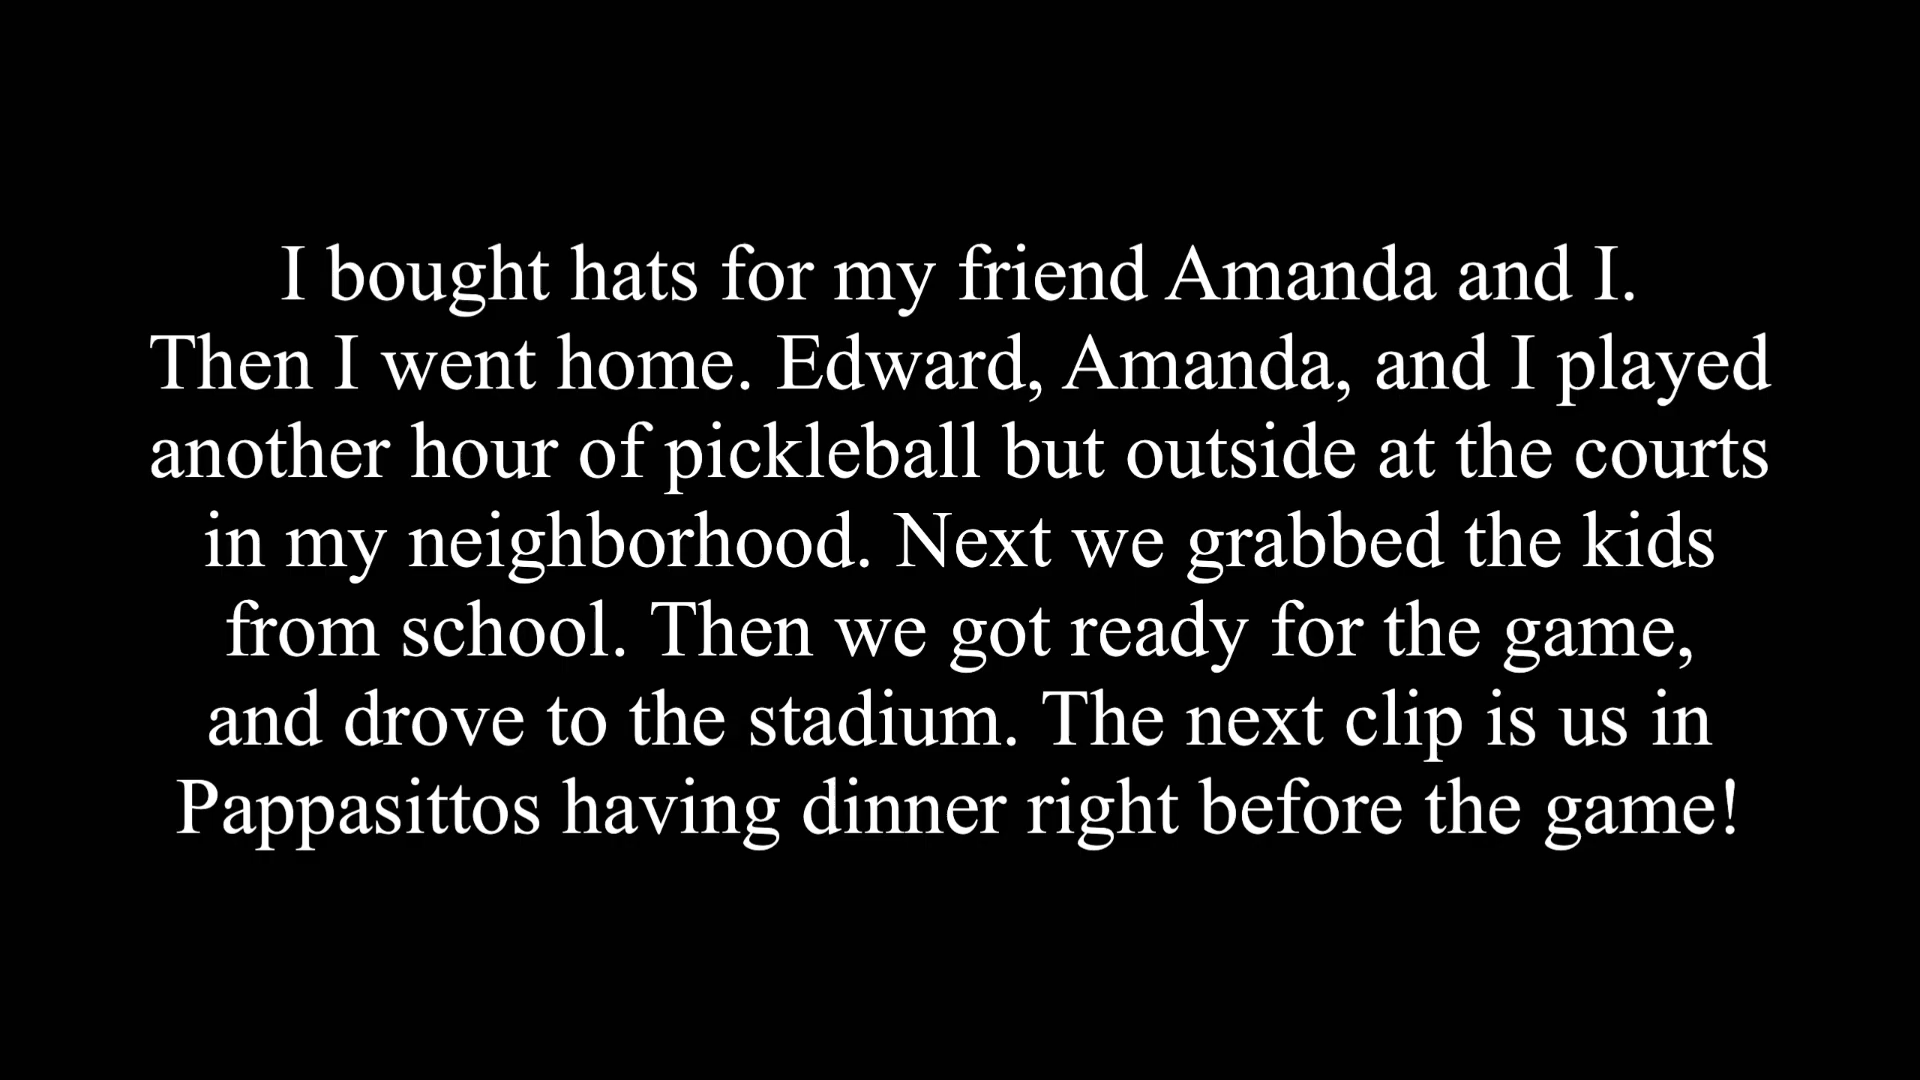 I bought hats for my friend Amanda and I.
Then I went home. Edward, Amanda, and I played
another hour of pickleball but outside at the courts
in my neighborhood. Next we grabbed the kids
from school. Then we got ready for the game,
and drove to the stadium. The next clip is us in
Pappasittos having dinner right before the game!